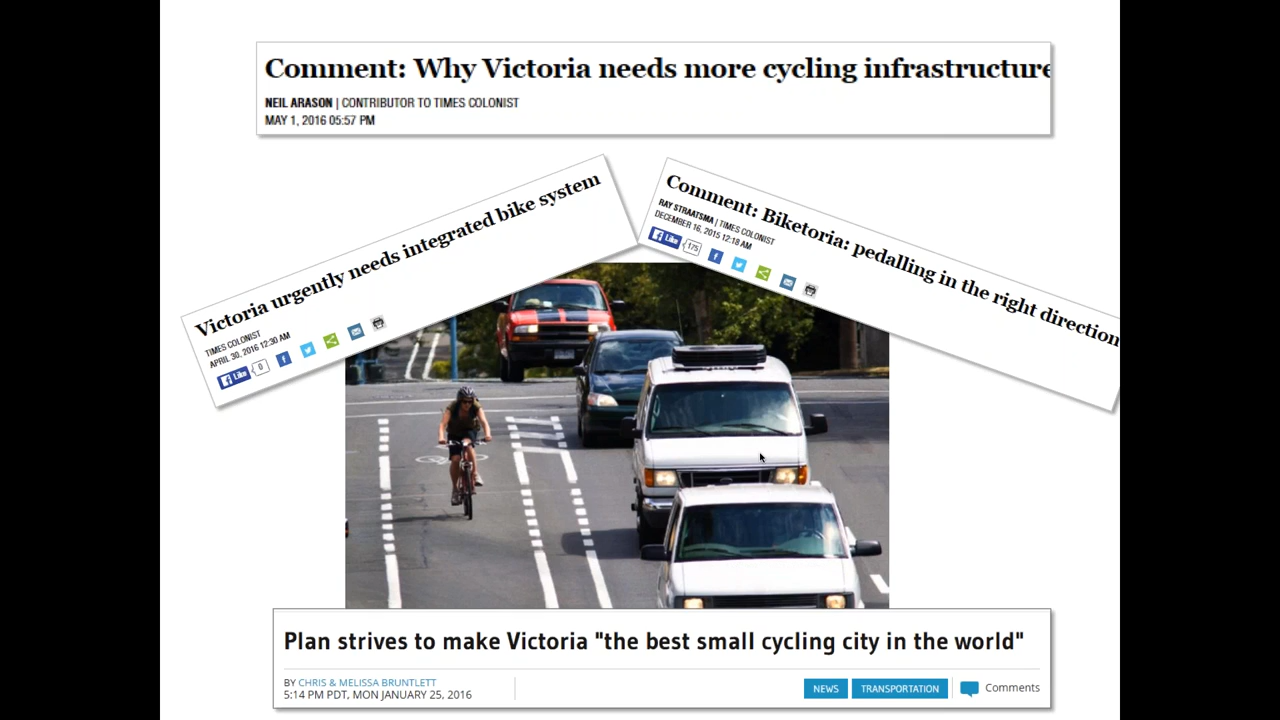 Comment: Why Victoria needs more cycling infrastructure
NEIL ARASON | CONTRIBUTOR TO TIMES COLONIST
MAY 1, 2016 05:57 PM
Victoria urgently needs integrated bike system
TIMES COLONIST
APRIL 30, 2016 12:30 AM
Like 0
Comment: Biketoria: pedalling in the right direction
RAY STRAATSMA | TIMES COLONIST
DECEMBER 16, 2015 12:18 AM
Like 175
Plan strives to make Victoria "the best small cycling city in the world"
BY CHRIS & MELISSA BRUNTLETT
5:14 PM PDT, MON JANUARY 25, 2016
NEWS TRANSPORTATION Comments